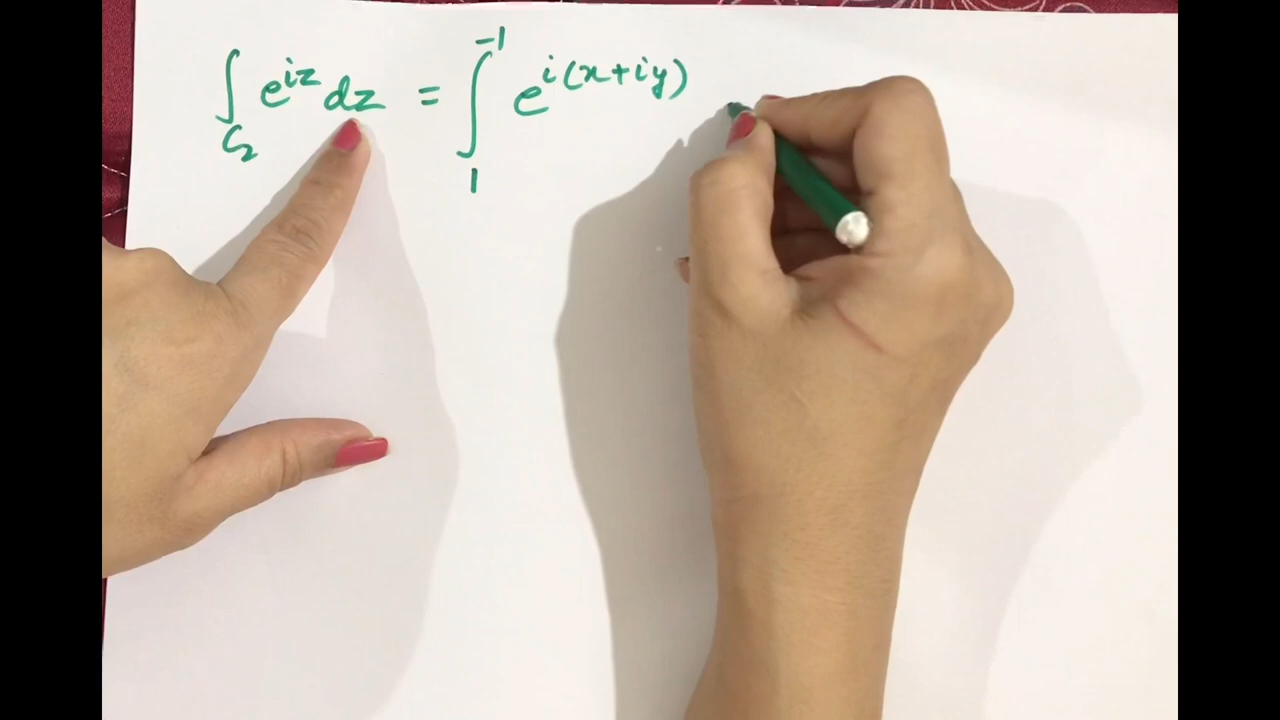 ∫_{C₂} e^{iz} dz = ∫_{1}^{-1} e^{i(x+iy)}